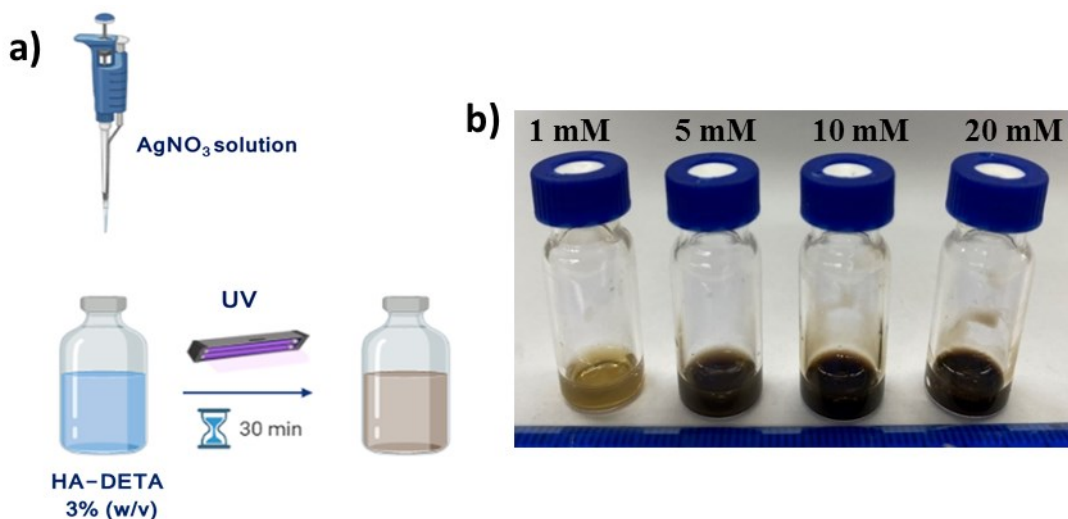 a)
AgNO₃ solution
UV
30 min
HA-DETA
3% (w/v)
b)
1 mM 5 mM 10 mM 20 mM